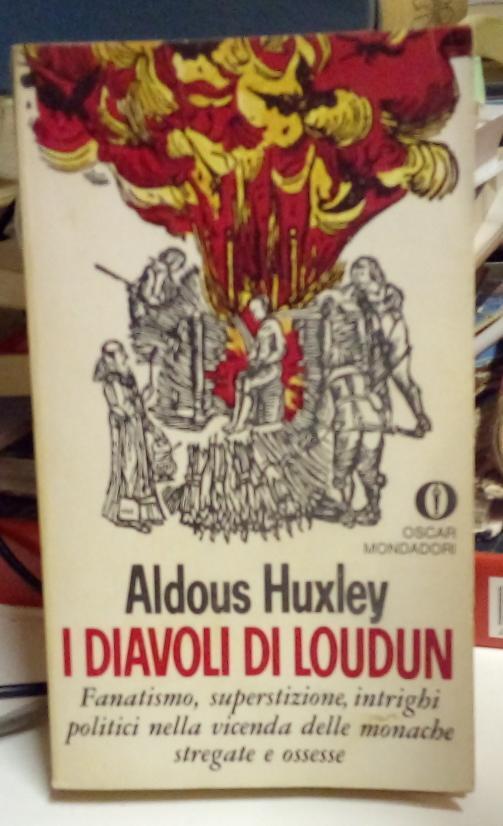 OSCAR
MONDADORI
Aldous Huxley
I DIAVOLI DI LOUDUN
Fanatismo, superstizione, intrighi
politici nella vicenda delle monache
stregate e ossesse